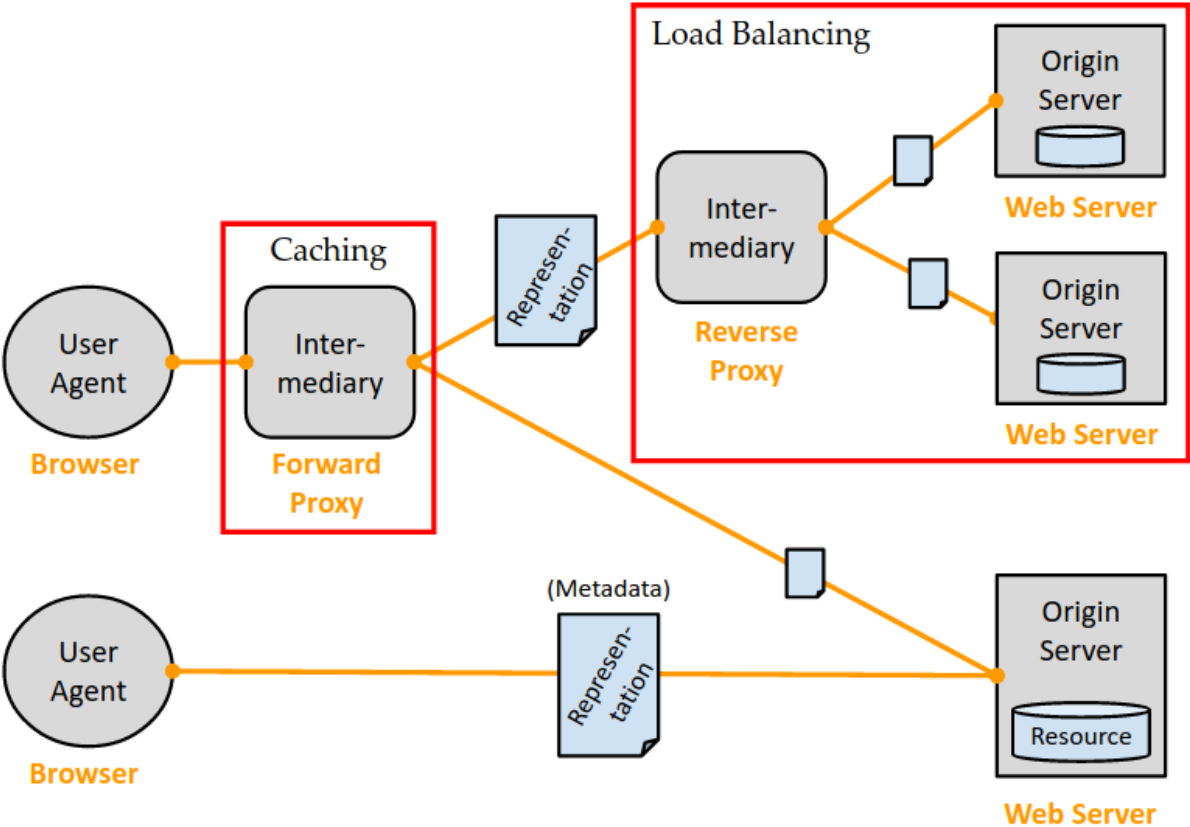 Load Balancing
Origin
Server
Web Server
Inter-
mediary
Reverse
Proxy
Origin
Server
Web Server
Caching
Inter-
mediary
Forward
Proxy
Represen-
tation
User
Agent
Browser
(Metadata)
Represen-
tation
User
Agent
Browser
Origin
Server
Resource
Web Server